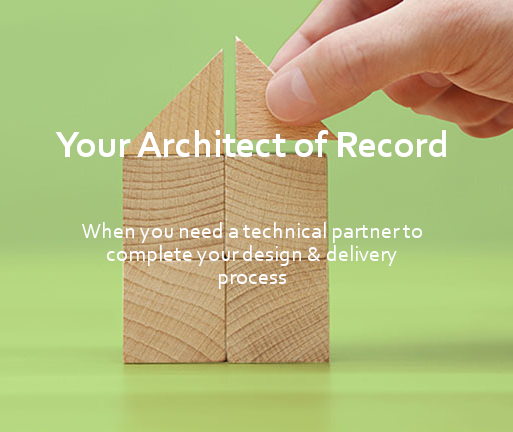 Your Architect of Record
When you need a technical partner to
complete your design & delivery
process